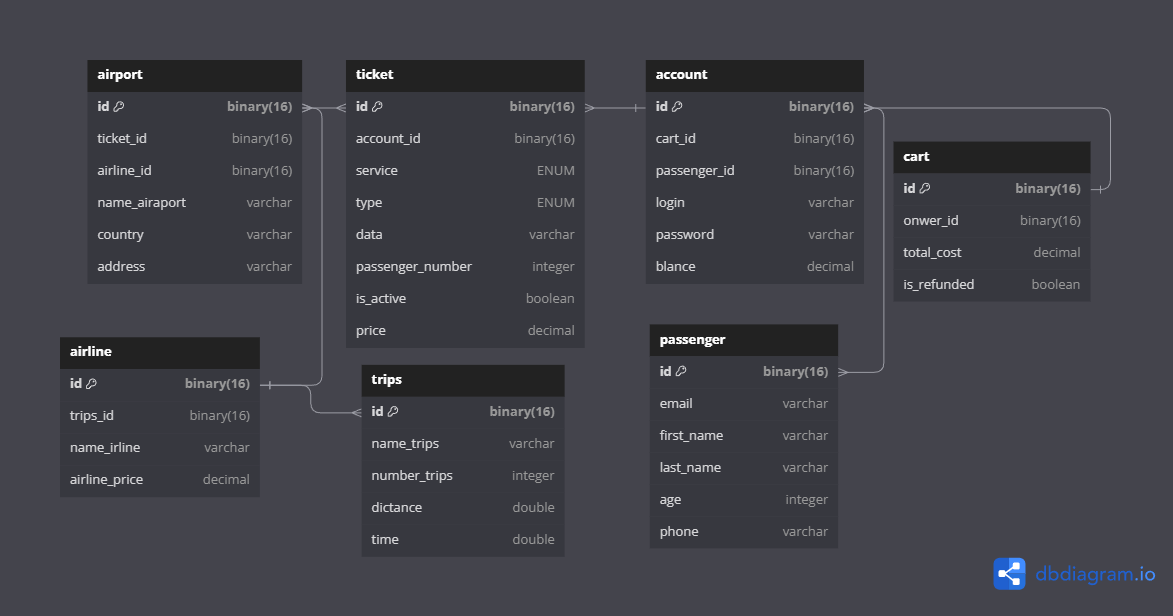 airport
id binary(16)
ticket_id binary(16)
airline_id binary(16)
name_airaport varchar
country varchar
address varchar
ticket
id binary(16)
account_id binary(16)
service ENUM
type ENUM
data varchar
passenger_number integer
is_active boolean
price decimal
account
id binary(16)
cart_id binary(16)
passenger_id binary(16)
login varchar
password varchar
blance decimal
cart
id binary(16)
onwer_id binary(16)
total_cost decimal
is_refunded boolean
airline
id binary(16)
trips_id binary(16)
name_irline varchar
airline_price decimal
trips
id binary(16)
name_trips varchar
number_trips integer
dictance double
time double
passenger
id binary(16)
email varchar
first_name varchar
last_name varchar
age integer
phone varchar
dbdiagram.io